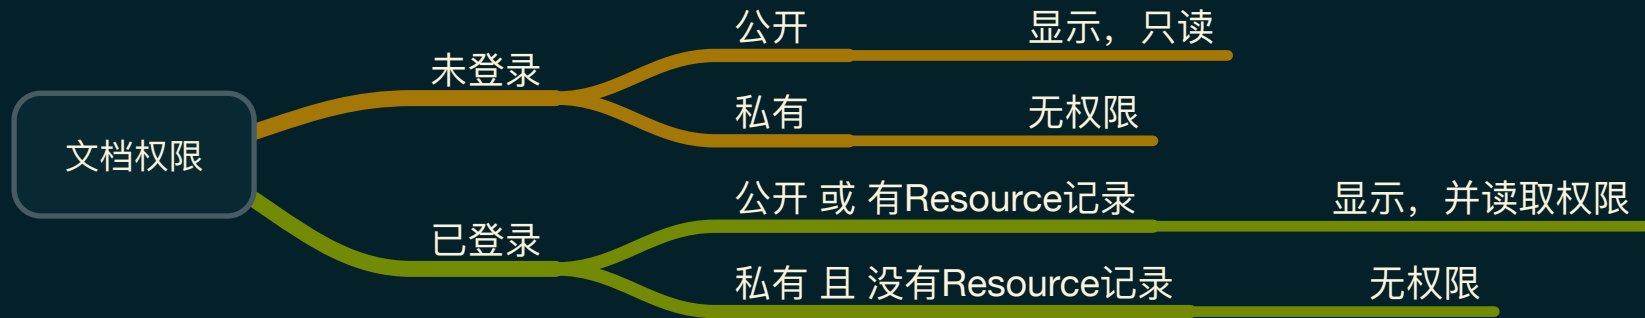 文档权限
未登录
公开
显示，只读
私有
无权限
已登录
公开 或 有Resource记录
显示，并读取权限
私有 且 没有Resource记录
无权限